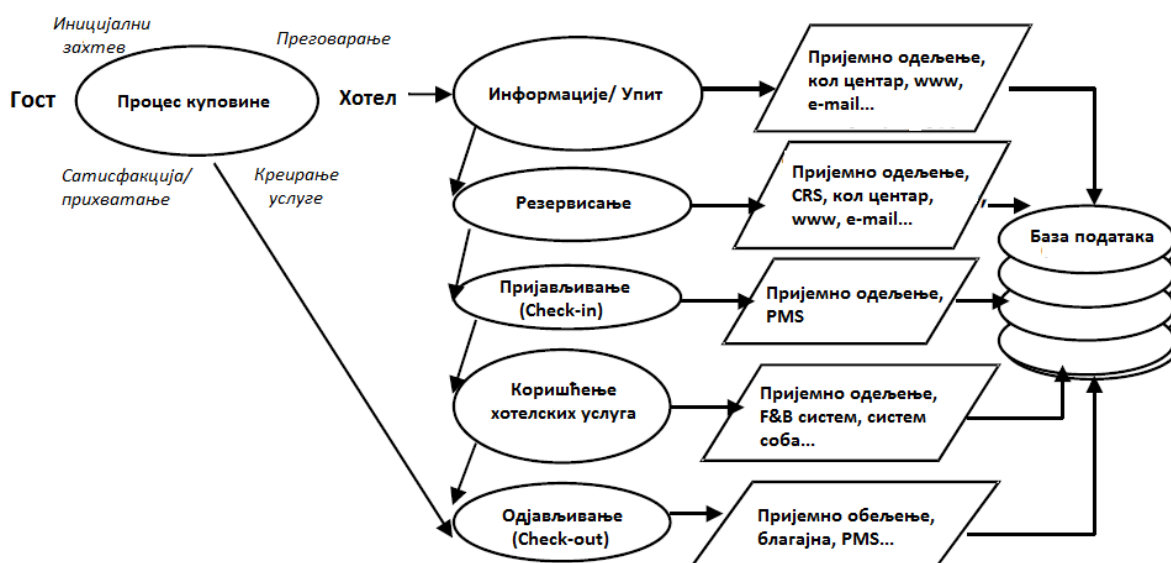 Иницијални
захтев
Преговарање
Гост
Процес куповине
Хотел
Сатисфакција/
прихватање
Креирање
услуге
Информације/ Упит
Пријемно одељење,
кол центар, www,
e-mail...
Резервисање
Пријемно одељење,
CRS, кол центар,
www, e-mail...
База података
Пријављивање
(Check-in)
Пријемно одељење,
PMS
Коришћење
хотелских услуга
Пријемно одељење,
F&B систем, систем
соба...
Одјављивање
(Check-out)
Пријемно обељење,
благајна, PMS...